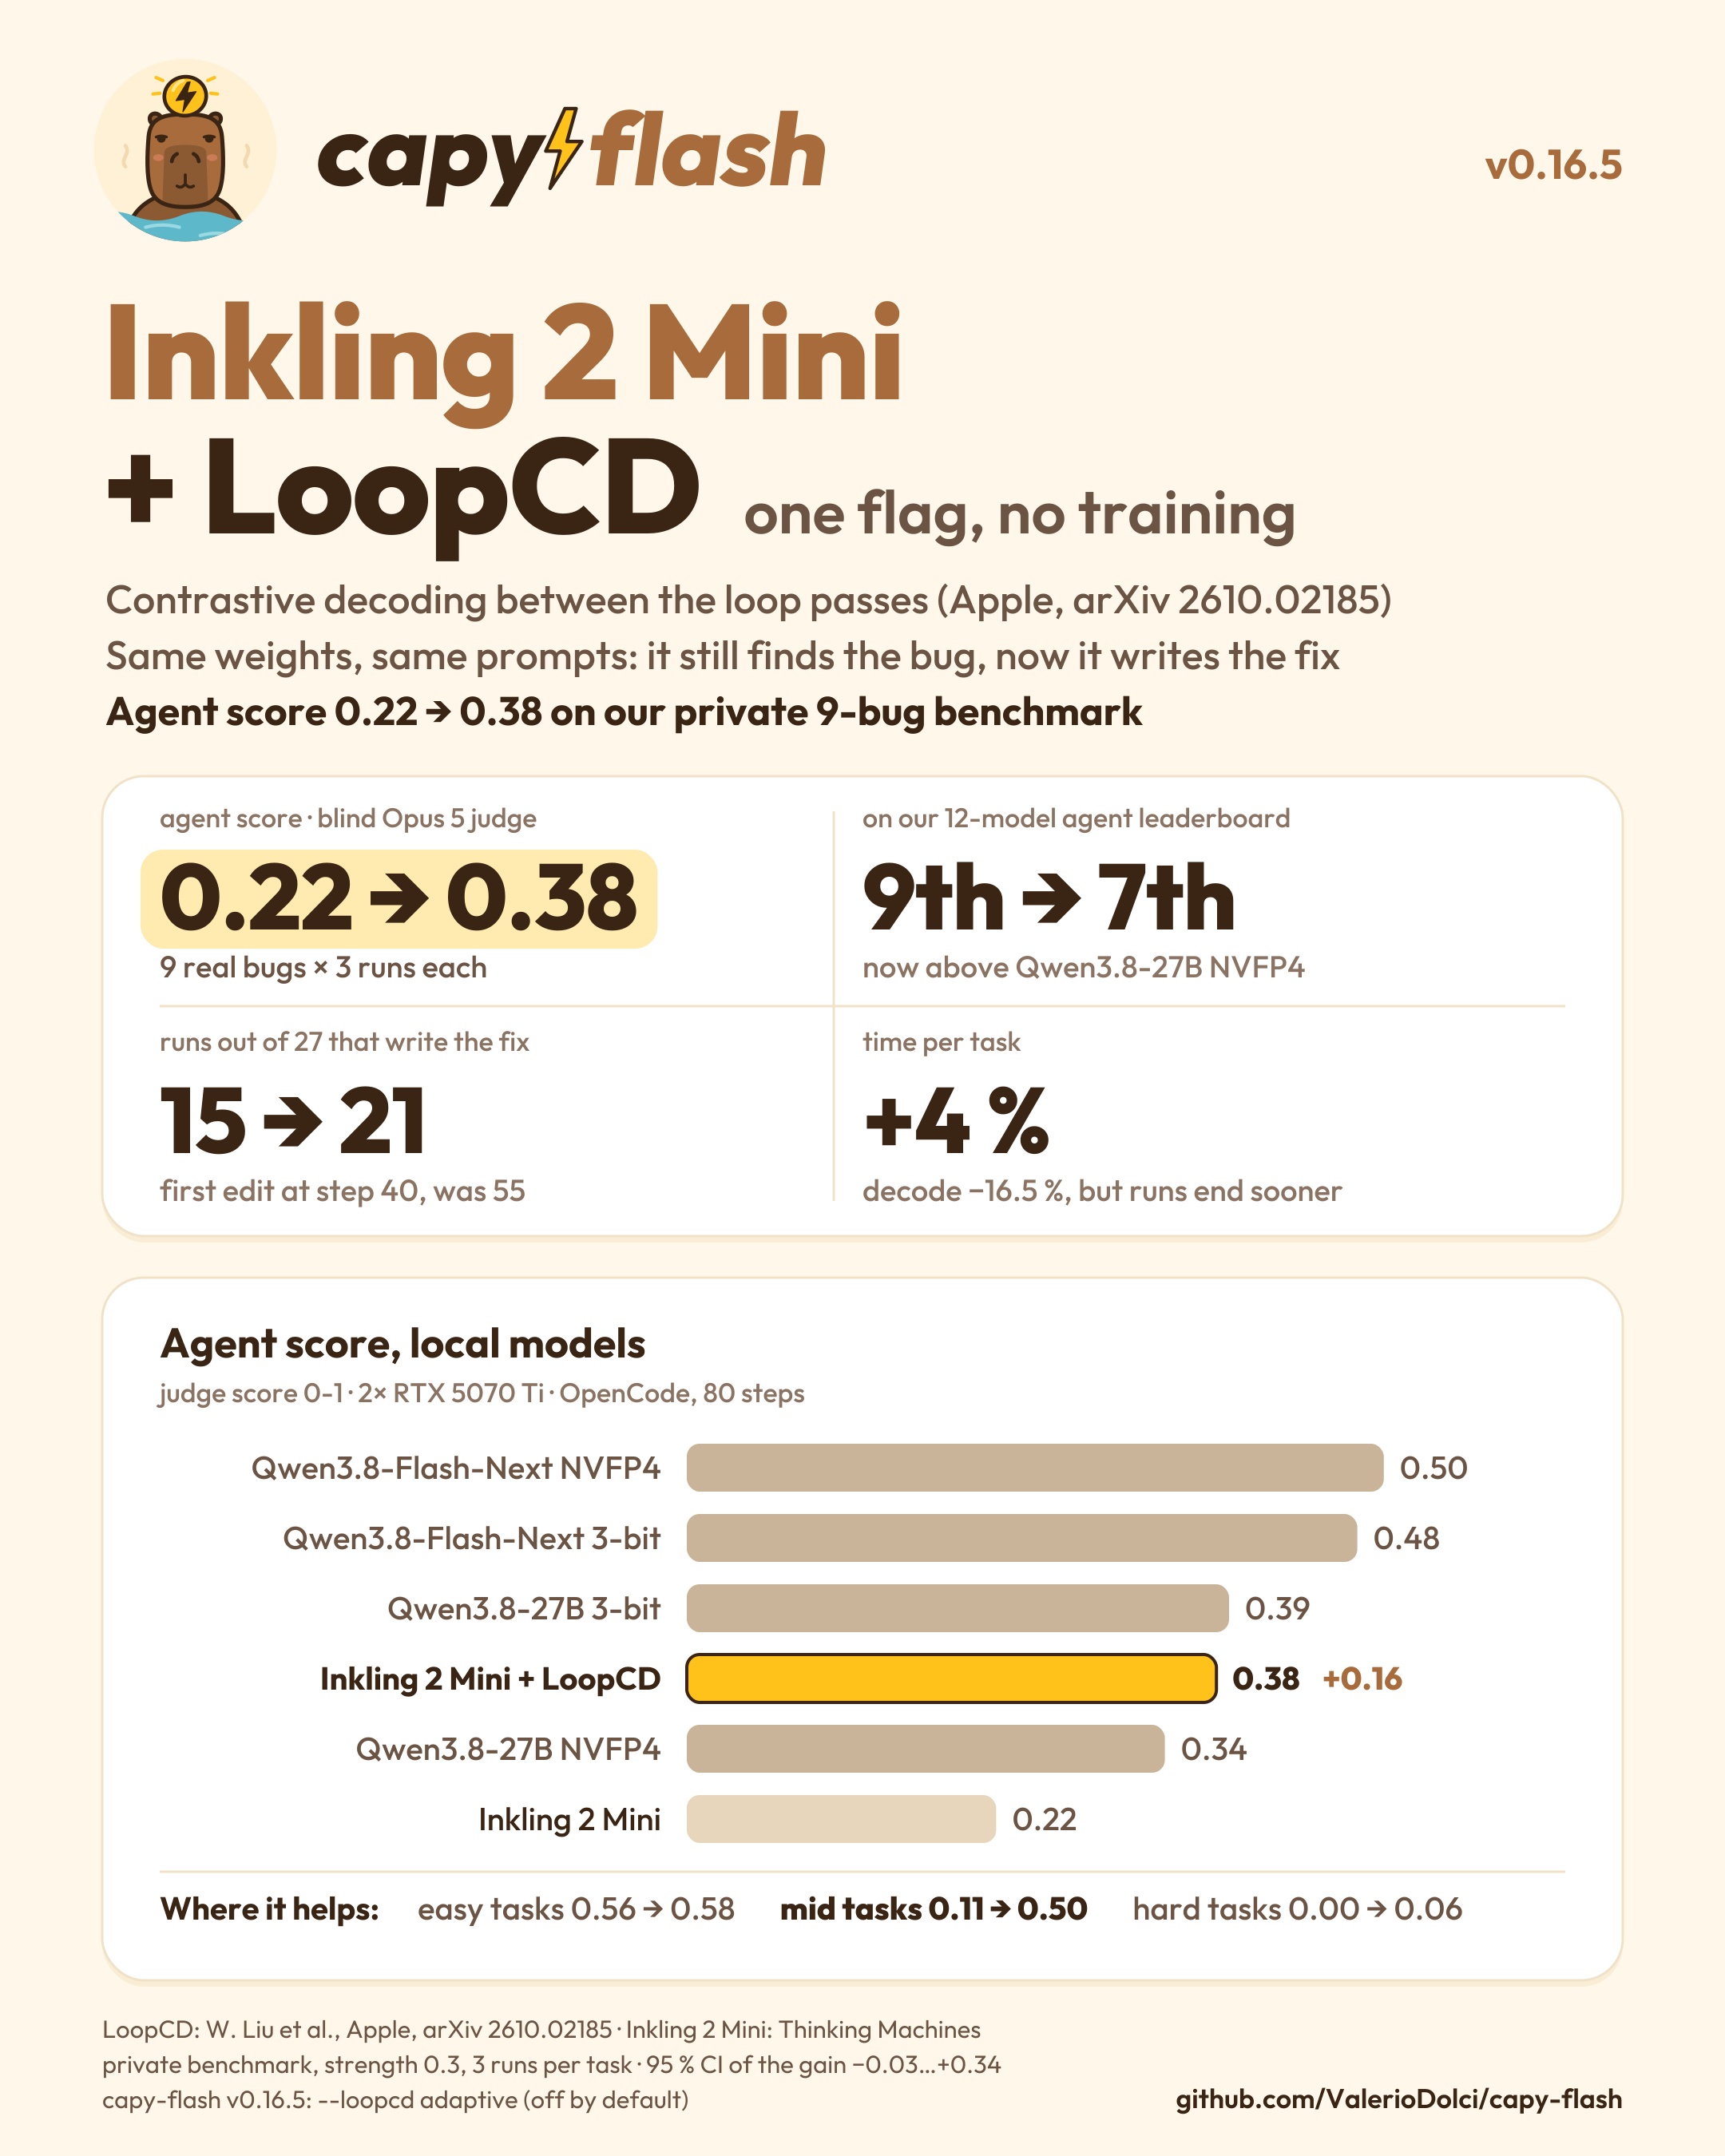 capy flash
v0.16.5
Inkling 2 Mini
+ LoopCD one flag, no training
Contrastive decoding between the loop passes (Apple, arXiv 2610.02185)
Same weights, same prompts: it still finds the bug, now it writes the fix
Agent score 0.22 → 0.38 on our private 9-bug benchmark
agent score · blind Opus 5 judge
0.22 → 0.38
9 real bugs × 3 runs each
on our 12-model agent leaderboard
9th → 7th
now above Qwen3.8-27B NVFP4
runs out of 27 that write the fix
15 → 21
first edit at step 40, was 55
time per task
+4 %
decode −16.5 %, but runs end sooner
Agent score, local models
judge score 0-1 · 2× RTX 5070 Ti · OpenCode, 80 steps
Qwen3.8-Flash-Next NVFP4 0.50
Qwen3.8-Flash-Next 3-bit 0.48
Qwen3.8-27B 3-bit 0.39
Inkling 2 Mini + LoopCD 0.38 +0.16
Qwen3.8-27B NVFP4 0.34
Inkling 2 Mini 0.22
Where it helps: easy tasks 0.56 → 0.58 mid tasks 0.11 → 0.50 hard tasks 0.00 → 0.06
LoopCD: W. Liu et al., Apple, arXiv 2610.02185 · Inkling 2 Mini: Thinking Machines
private benchmark, strength 0.3, 3 runs per task · 95 % CI of the gain −0.03…+0.34
capy-flash v0.16.5: --loopcd adaptive (off by default)
github.com/ValerioDolci/capy-flash